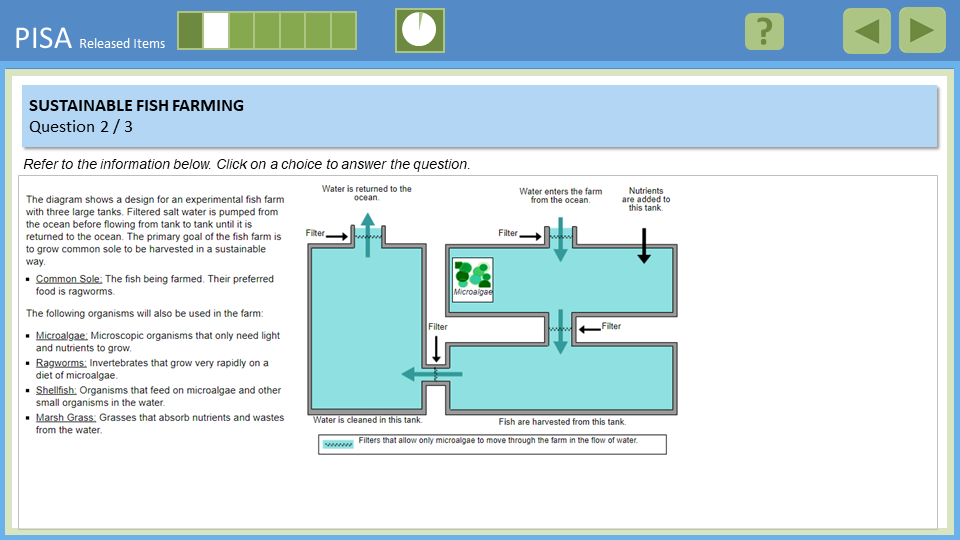 PISA Released Items
?
SUSTAINABLE FISH FARMING
Question 2 / 3
Refer to the information below. Click on a choice to answer the question.
The diagram shows a design for an experimental fish farm
with three large tanks. Filtered salt water is pumped from
the ocean before flowing from tank to tank until it is
returned to the ocean. The primary goal of the fish farm is
to grow common sole to be harvested in a sustainable
way.
▪ Common Sole: The fish being farmed. Their preferred
food is ragworms.
The following organisms will also be used in the farm:
▪ Microalgae: Microscopic organisms that only need light
and nutrients to grow.
▪ Ragworms: Invertebrates that grow very rapidly on a
diet of microalgae.
▪ Shellfish: Organisms that feed on microalgae and other
small organisms in the water.
▪ Marsh Grass: Grasses that absorb nutrients and wastes
from the water.
Water is returned to the
ocean.
Water enters the farm
from the ocean.
Nutrients
are added to
this tank.
Filter
Filter
Microalgae
Filter
Filter
Water is cleaned in this tank.
Fish are harvested from this tank.
Filters that allow only microalgae to move through the farm in the flow of water.